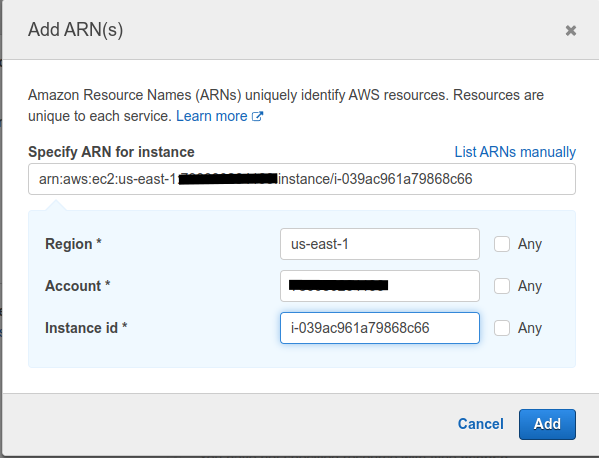 Add ARN(s)
Amazon Resource Names (ARNs) uniquely identify AWS resources. Resources are
unique to each service. Learn more
Specify ARN for instance List ARNs manually
arn:aws:ec2:us-east-1: instance/i-039ac961a79868c66
Region * us-east-1 Any
Account * Any
Instance id * i-039ac961a79868c66 Any
Cancel Add